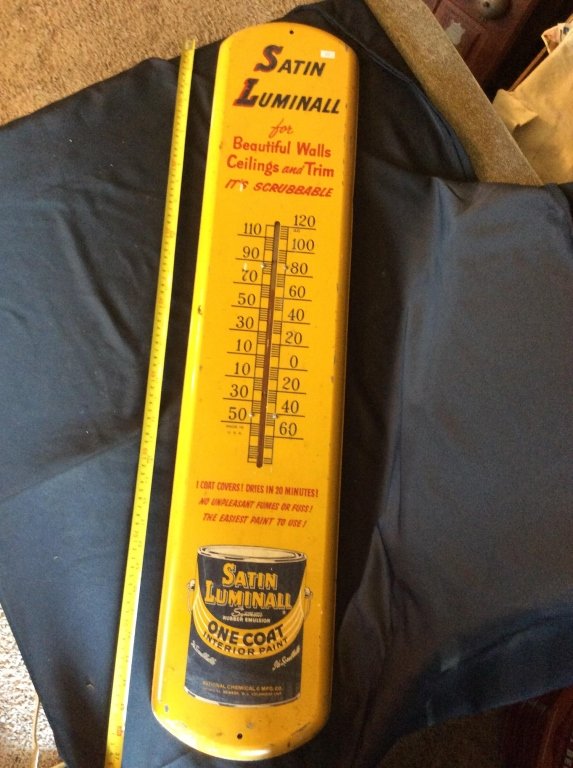 SATIN
LUMINALL
for
Beautiful Walls
Ceilings and Trim
IT'S SCRUBBABLE
120
110
100
90
80
70
60
50
40
30
20
10
0
10
20
30
40
50
60
MADE IN
U.S.A.
1 COAT COVERS! DRIES IN 20 MINUTES!
NO UNPLEASANT FUMES OR FUSS!
THE EASIEST PAINT TO USE!
SATIN
LUMINALL
RUBBER EMULSION
ONE COAT
INTERIOR PAINT
NATIONAL CHEMICAL & MFG. CO.